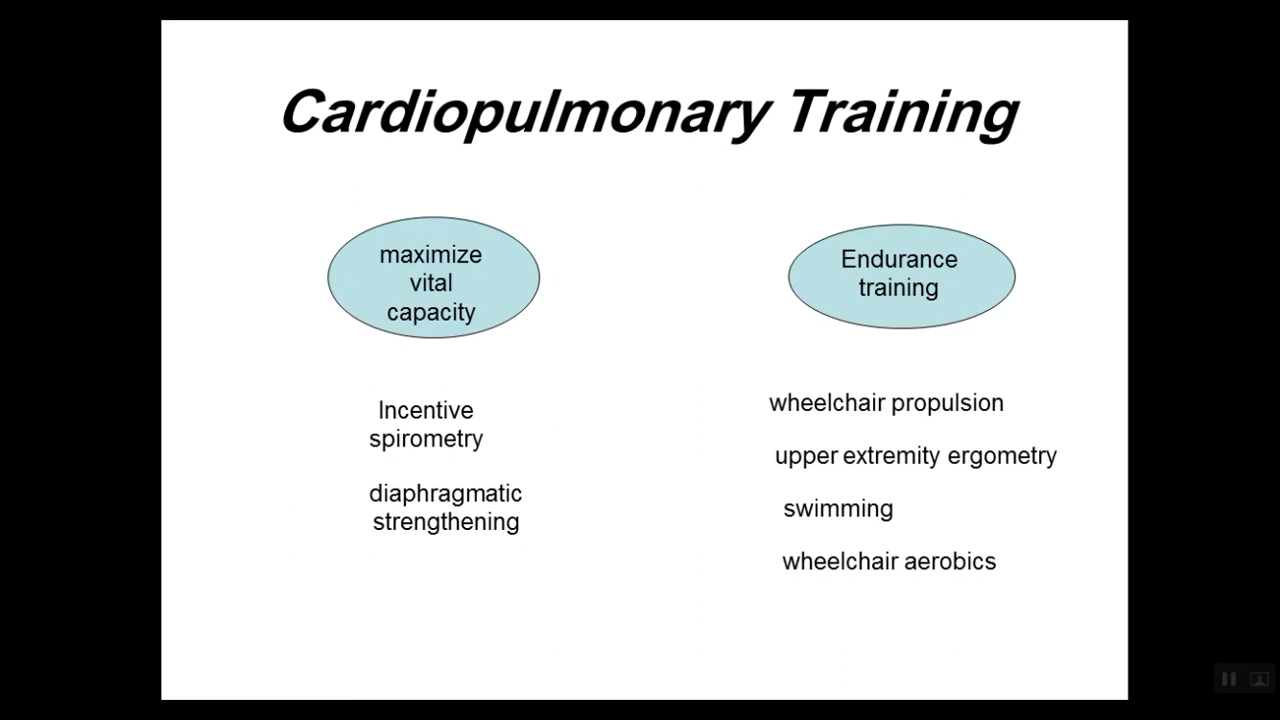 Cardiopulmonary Training
maximize
vital
capacity
Incentive
spirometry
diaphragmatic
strengthening
Endurance
training
wheelchair propulsion
upper extremity ergometry
swimming
wheelchair aerobics